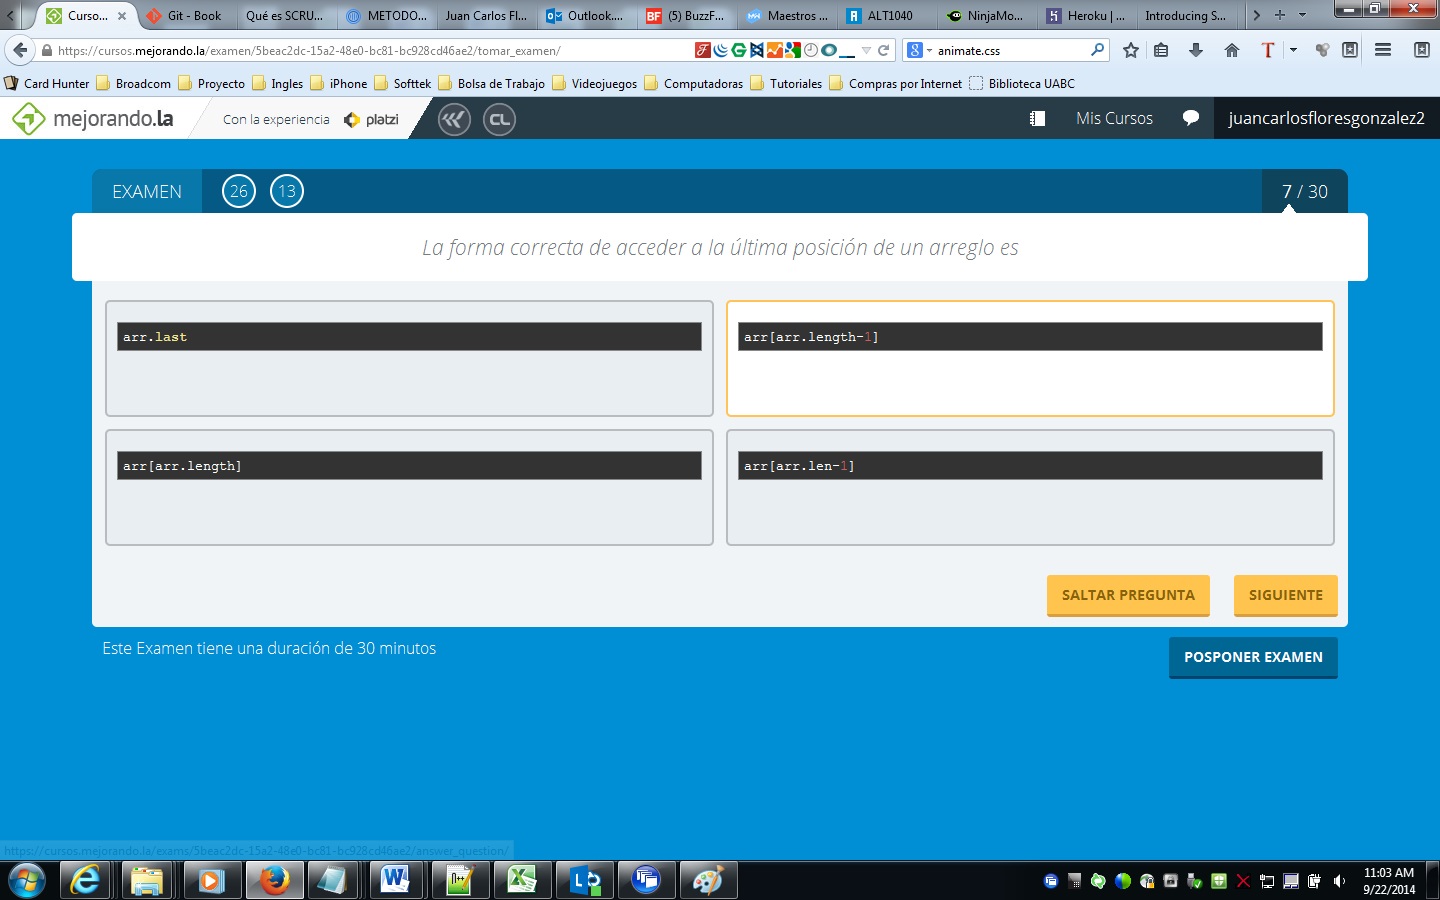 Curso...
Git - Book
Qué es SCRU...
METODO...
Juan Carlos Fl...
Outlook....
(5) BuzzF...
Maestros ...
ALT1040
NinjaMo...
Heroku | ...
Introducing S...
https://cursos.mejorando.la/examen/5beac2dc-15a2-48e0-bc81-bc928cd46ae2/tomar_examen/
animate.css
Card Hunter
Broadcom
Proyecto
Ingles
iPhone
Softtek
Bolsa de Trabajo
Videojuegos
Computadoras
Tutoriales
Compras por Internet
Biblioteca UABC
mejorando.la
Con la experiencia
platzi
CL
Mis Cursos
juancarlosfloresgonzalez2
EXAMEN
26
13
7 / 30
La forma correcta de acceder a la última posición de un arreglo es
arr.last
arr[arr.length-1]
arr[arr.length]
arr[arr.len-1]
SALTAR PREGUNTA
SIGUIENTE
Este Examen tiene una duración de 30 minutos
POSPONER EXAMEN
https://cursos.mejorando.la/exams/5beac2dc-15a2-48e0-bc81-bc928cd46ae2/answer_question/
11:03 AM
9/22/2014